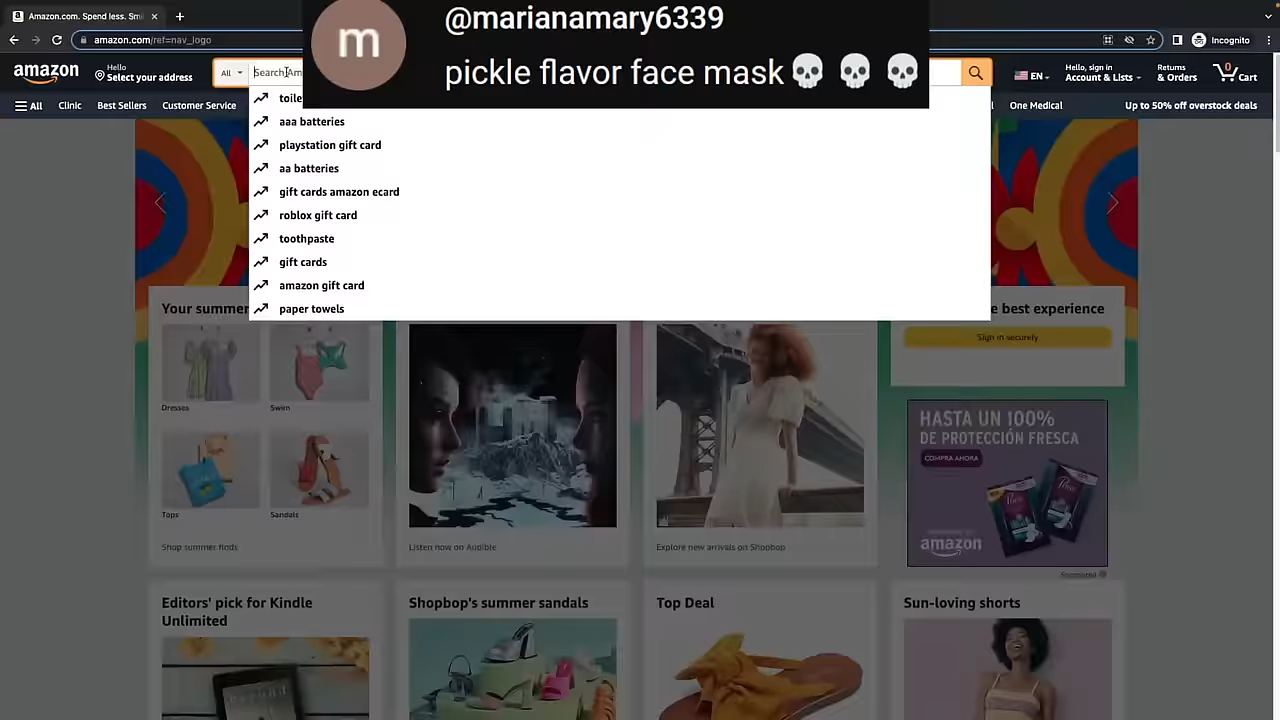 Amazon.com. Spend less. Smil
@marianamary6339
m
pickle flavor face mask💀 💀 💀
amazon.com/ref=nav_logo
Incognito
amazon
Hello
Select your address
All
Search Am
EN
Hello, sign in
Account & Lists
Returns
& Orders
0
Cart
All
Clinic
Best Sellers
Customer Service
One Medical
Up to 50% off overstock deals
toile
aaa batteries
playstation gift card
aa batteries
gift cards amazon ecard
roblox gift card
toothpaste
gift cards
amazon gift card
paper towels
Your summer
e best experience
Sign in securely
Dresses
Swim
Tops
Sandals
Shop summer finds
Listen now on Audible
Explore new arrivals on Shopbop
HASTA UN 100%
DE PROTECCIÓN FRESCA
COMPRA AHORA
amazon
Sponsored
Editors' pick for Kindle
Unlimited
Shopbop's summer sandals
Top Deal
Sun-loving shorts